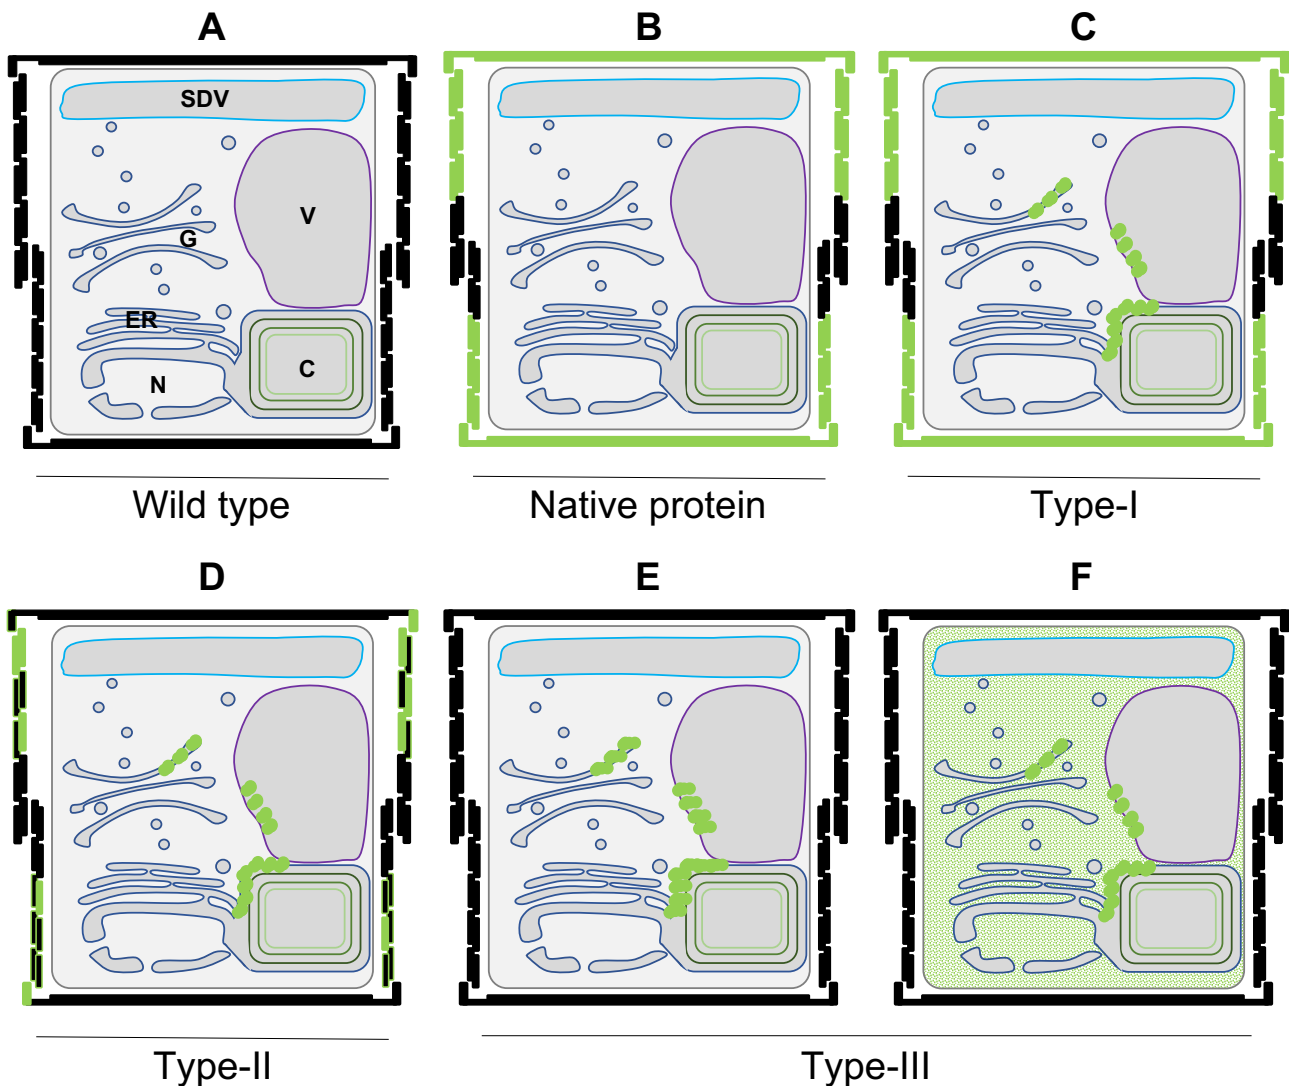 A B C
SDV
V
G
ER
N
C
Wild type Native protein Type-I
D E F
Type-II Type-III